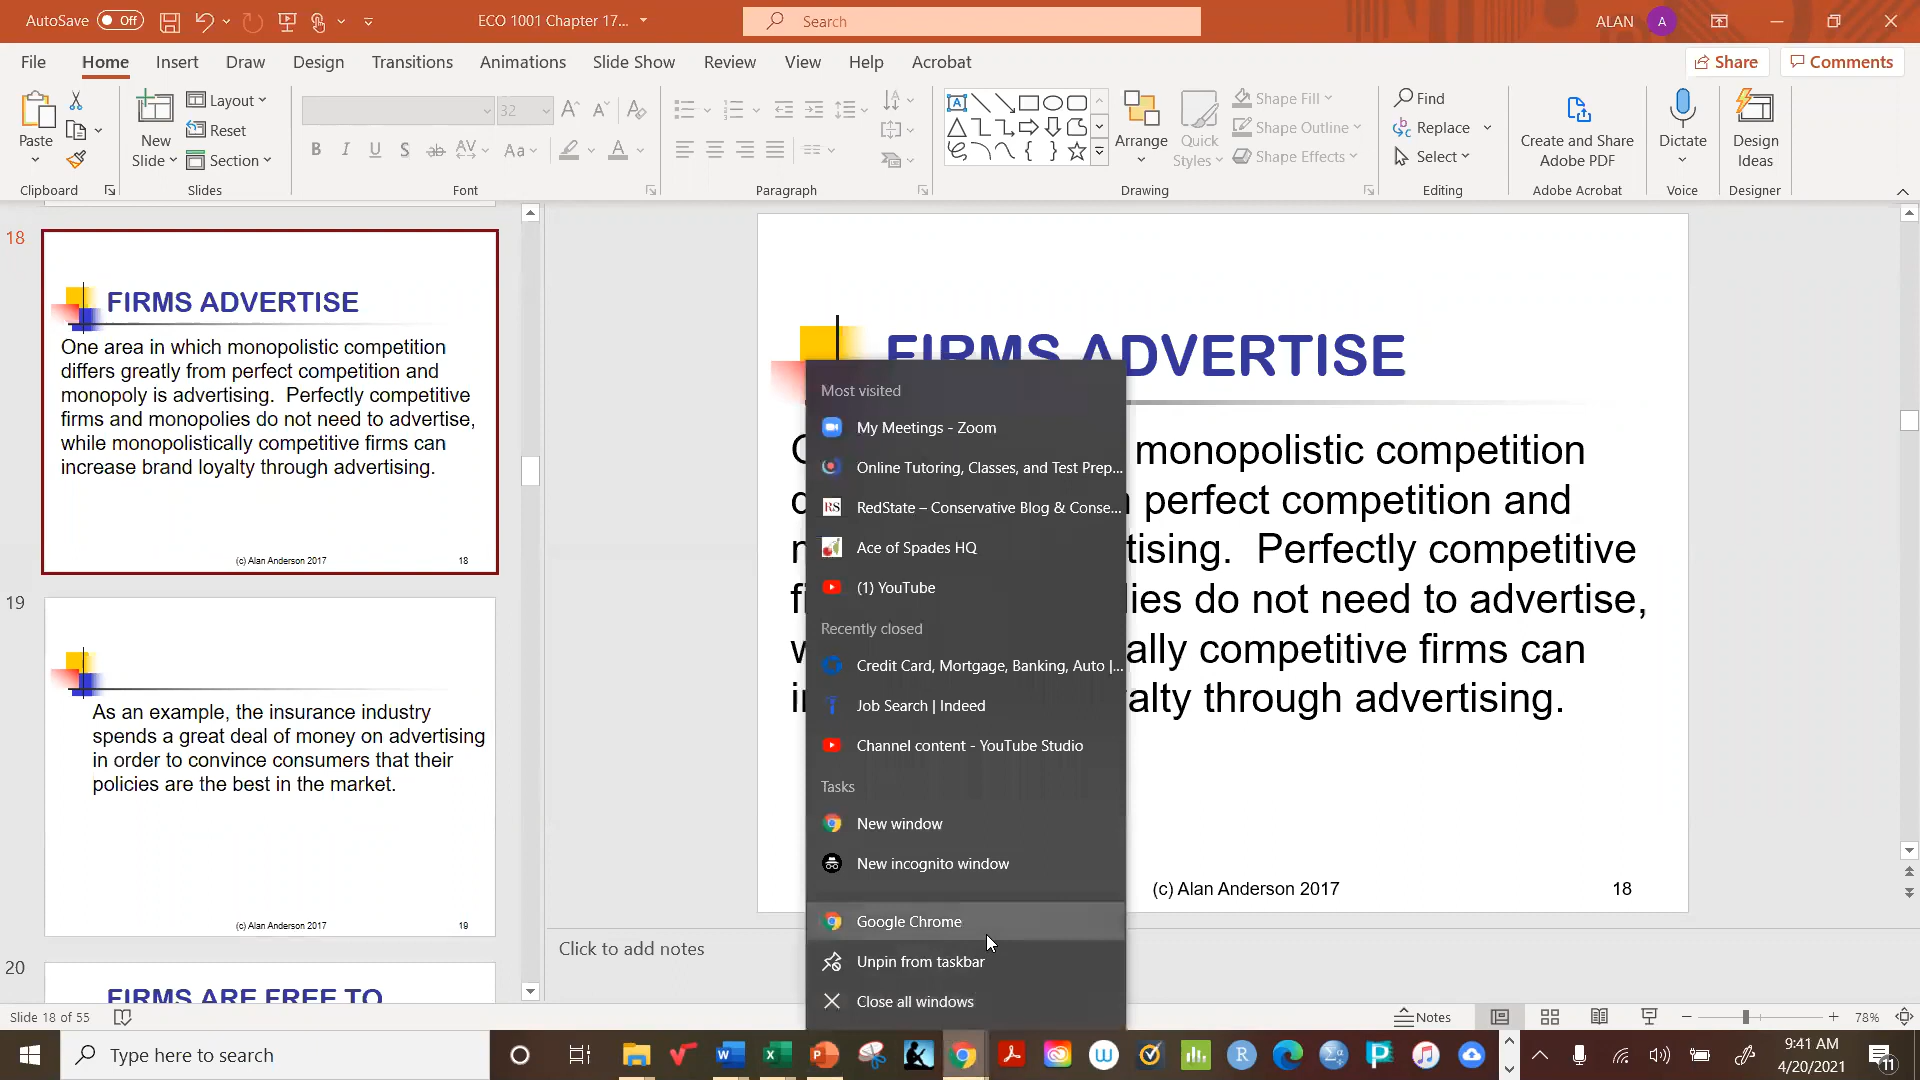 AutoSave Off
ECO 1001 Chapter 17...
Search
ALAN A
File Home Insert Draw Design Transitions Animations Slide Show Review View Help Acrobat
Share Comments
Paste
Clipboard
New Slide
Layout
Reset
Section
Slides
32
B I U S ab AV Aa A
Font
Paragraph
Arrange
Quick Styles
Shape Fill
Shape Outline
Shape Effects
Drawing
Find
Replace
Select
Editing
Create and Share
Adobe PDF
Adobe Acrobat
Dictate
Voice
Design
Ideas
Designer
18
FIRMS ADVERTISE
One area in which monopolistic competition
differs greatly from perfect competition and
monopoly is advertising. Perfectly competitive
firms and monopolies do not need to advertise,
while monopolistically competitive firms can
increase brand loyalty through advertising.
(c) Alan Anderson 2017 18
19
As an example, the insurance industry
spends a great deal of money on advertising
in order to convince consumers that their
policies are the best in the market.
(c) Alan Anderson 2017 19
20
FIRMS ARE FREE TO
FIRMS ADVERTISE
monopolistic competition
perfect competition and
tising. Perfectly competitive
lies do not need to advertise,
ally competitive firms can
alty through advertising.
(c) Alan Anderson 2017 18
Most visited
My Meetings - Zoom
Online Tutoring, Classes, and Test Prep...
RS RedState – Conservative Blog & Conse...
Ace of Spades HQ
(1) YouTube
Recently closed
Credit Card, Mortgage, Banking, Auto |...
Job Search | Indeed
Channel content - YouTube Studio
Tasks
New window
New incognito window
Google Chrome
Unpin from taskbar
Close all windows
Click to add notes
Slide 18 of 55
Notes
78%
Type here to search
9:41 AM
4/20/2021
11